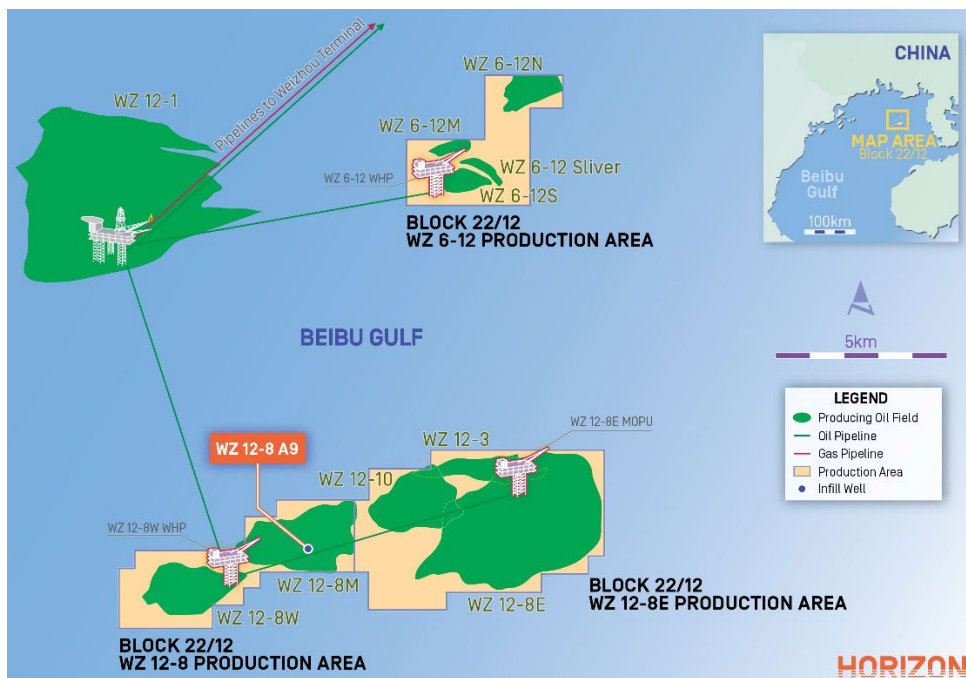 WZ 12-1
Pipelines to Weizhou Terminal
WZ 6-12N
WZ 6-12M
WZ 6-12 WHP
WZ 6-12 Sliver
WZ 6-12S
BLOCK 22/12
WZ 6-12 PRODUCTION AREA
CHINA
MAP AREA
Block 22/12
Beibu
Gulf
100km
BEIBU GULF
5km
LEGEND
Producing Oil Field
Oil Pipeline
Gas Pipeline
Production Area
Infill Well
WZ 12-8 A9
WZ 12-3
WZ 12-8E MOPU
WZ 12-10
WZ 12-8W WHP
WZ 12-8M
WZ 12-8W
WZ 12-8E
BLOCK 22/12
WZ 12-8E PRODUCTION AREA
BLOCK 22/12
WZ 12-8 PRODUCTION AREA
HORIZON